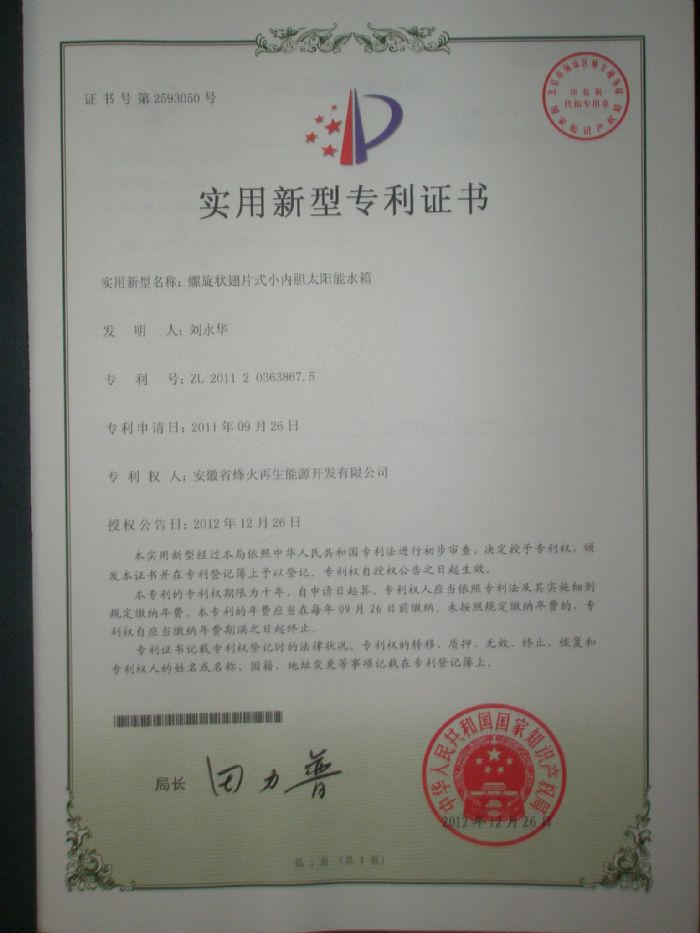 证书号第2593050号
印花税
代扣专用章
国家知识产权局
实用新型专利证书
实用新型名称：螺旋状翅片式小内胆太阳能水箱
发明人：刘永华
专利号：ZL 2011 2 0363867.5
专利申请日：2011年09月26日
专利权人：安徽省烽火再生能源开发有限公司
授权公告日：2012年12月26日
本实用新型经过本局依照中华人民共和国专利法进行初步审查，决定授予专利权，颁
发本证书并在专利登记簿上予以登记。专利权自授权公告之日起生效。
本专利的专利权期限为十年，自申请日起算。专利权人应当依照专利法及其实施细则
规定缴纳年费。本专利的年费应当在每年09月26日前缴纳。未按照规定缴纳年费的，专
利权自应当缴纳年费期满之日起终止。
专利证书记载专利权登记时的法律状况。专利权的转移、质押、无效、终止、恢复和
专利权人的姓名或名称、国籍、地址变更等事项记载在专利登记簿上。
局长 田力普
中华人民共和国国家知识产权局
2012年12月26日
第1页（共1页）